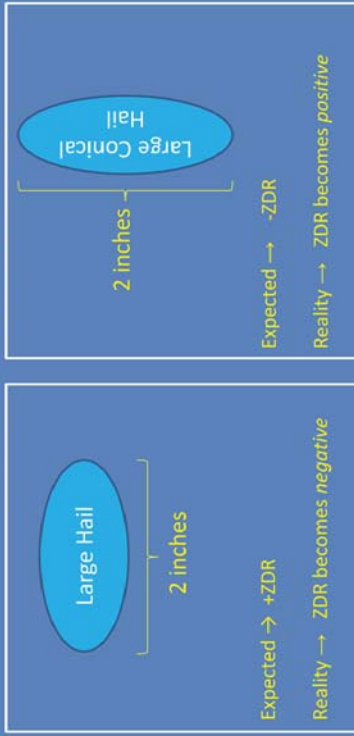 Large Hail
2 inches
Expected → +ZDR
Reality → ZDR becomes negative
Large Conical
Hail
2 inches
Expected → -ZDR
Reality → ZDR becomes positive